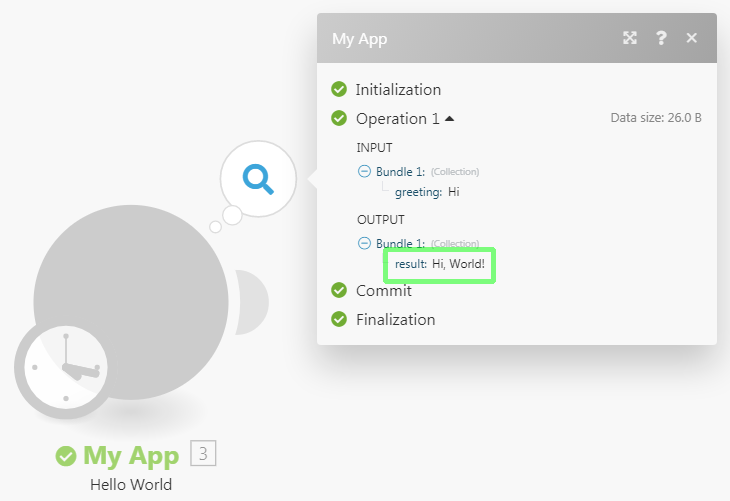 My App
?
Initialization
Operation 1
Data size: 26.0 B
INPUT
Bundle 1: (Collection)
greeting: Hi
OUTPUT
Bundle 1: (Collection)
result: Hi, World!
Commit
Finalization
My App 3
Hello World